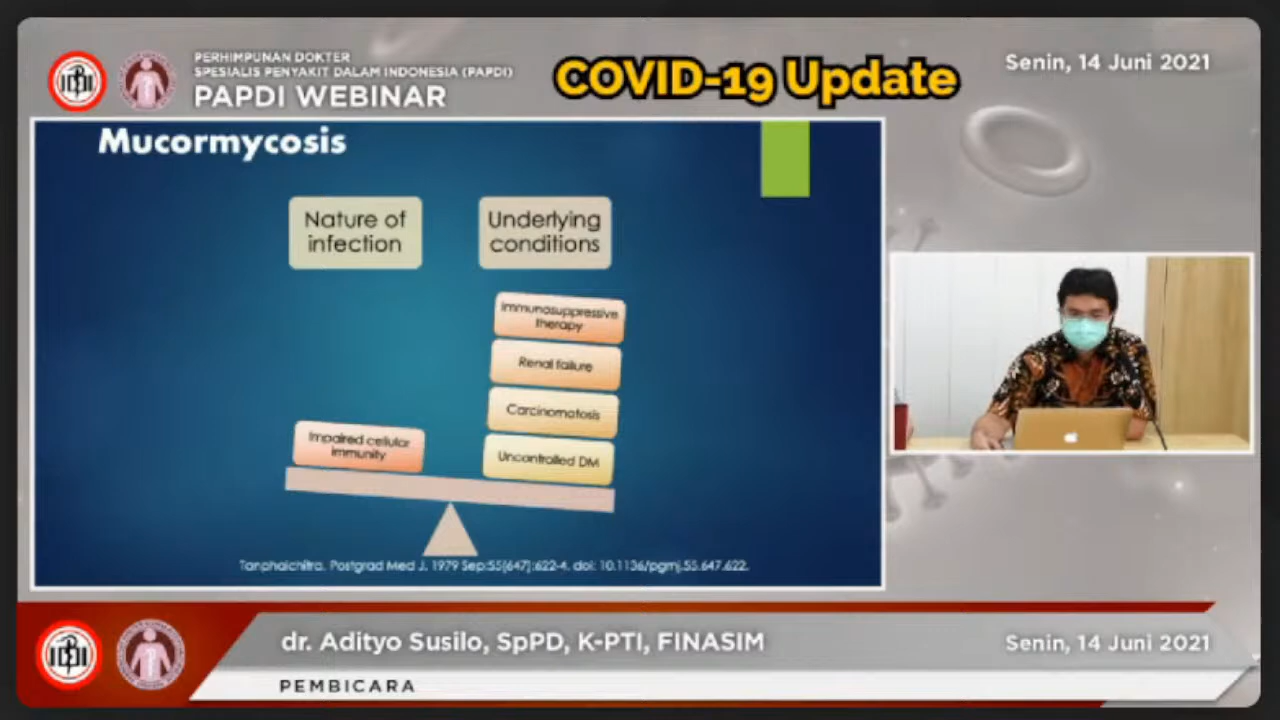 PERHIMPUNAN DOKTER
SPESIALIS PENYAKIT DALAM INDONESIA (PAPDI)
PAPDI WEBINAR
COVID-19 Update
Senin, 14 Juni 2021
Mucormycosis
Nature of
infection
Underlying
conditions
Immunosuppressive
therapy
Renal failure
Carcinomatosis
Uncontrolled DM
Impaired cellular
immunity
Tanphaichitra. Postgrad Med J. 1979 Sep;55(647):622-4. doi: 10.1136/pgmj.55.647.622.
dr. Adityo Susilo, SpPD, K-PTI, FINASIM
Senin, 14 Juni 2021
PEMBICARA